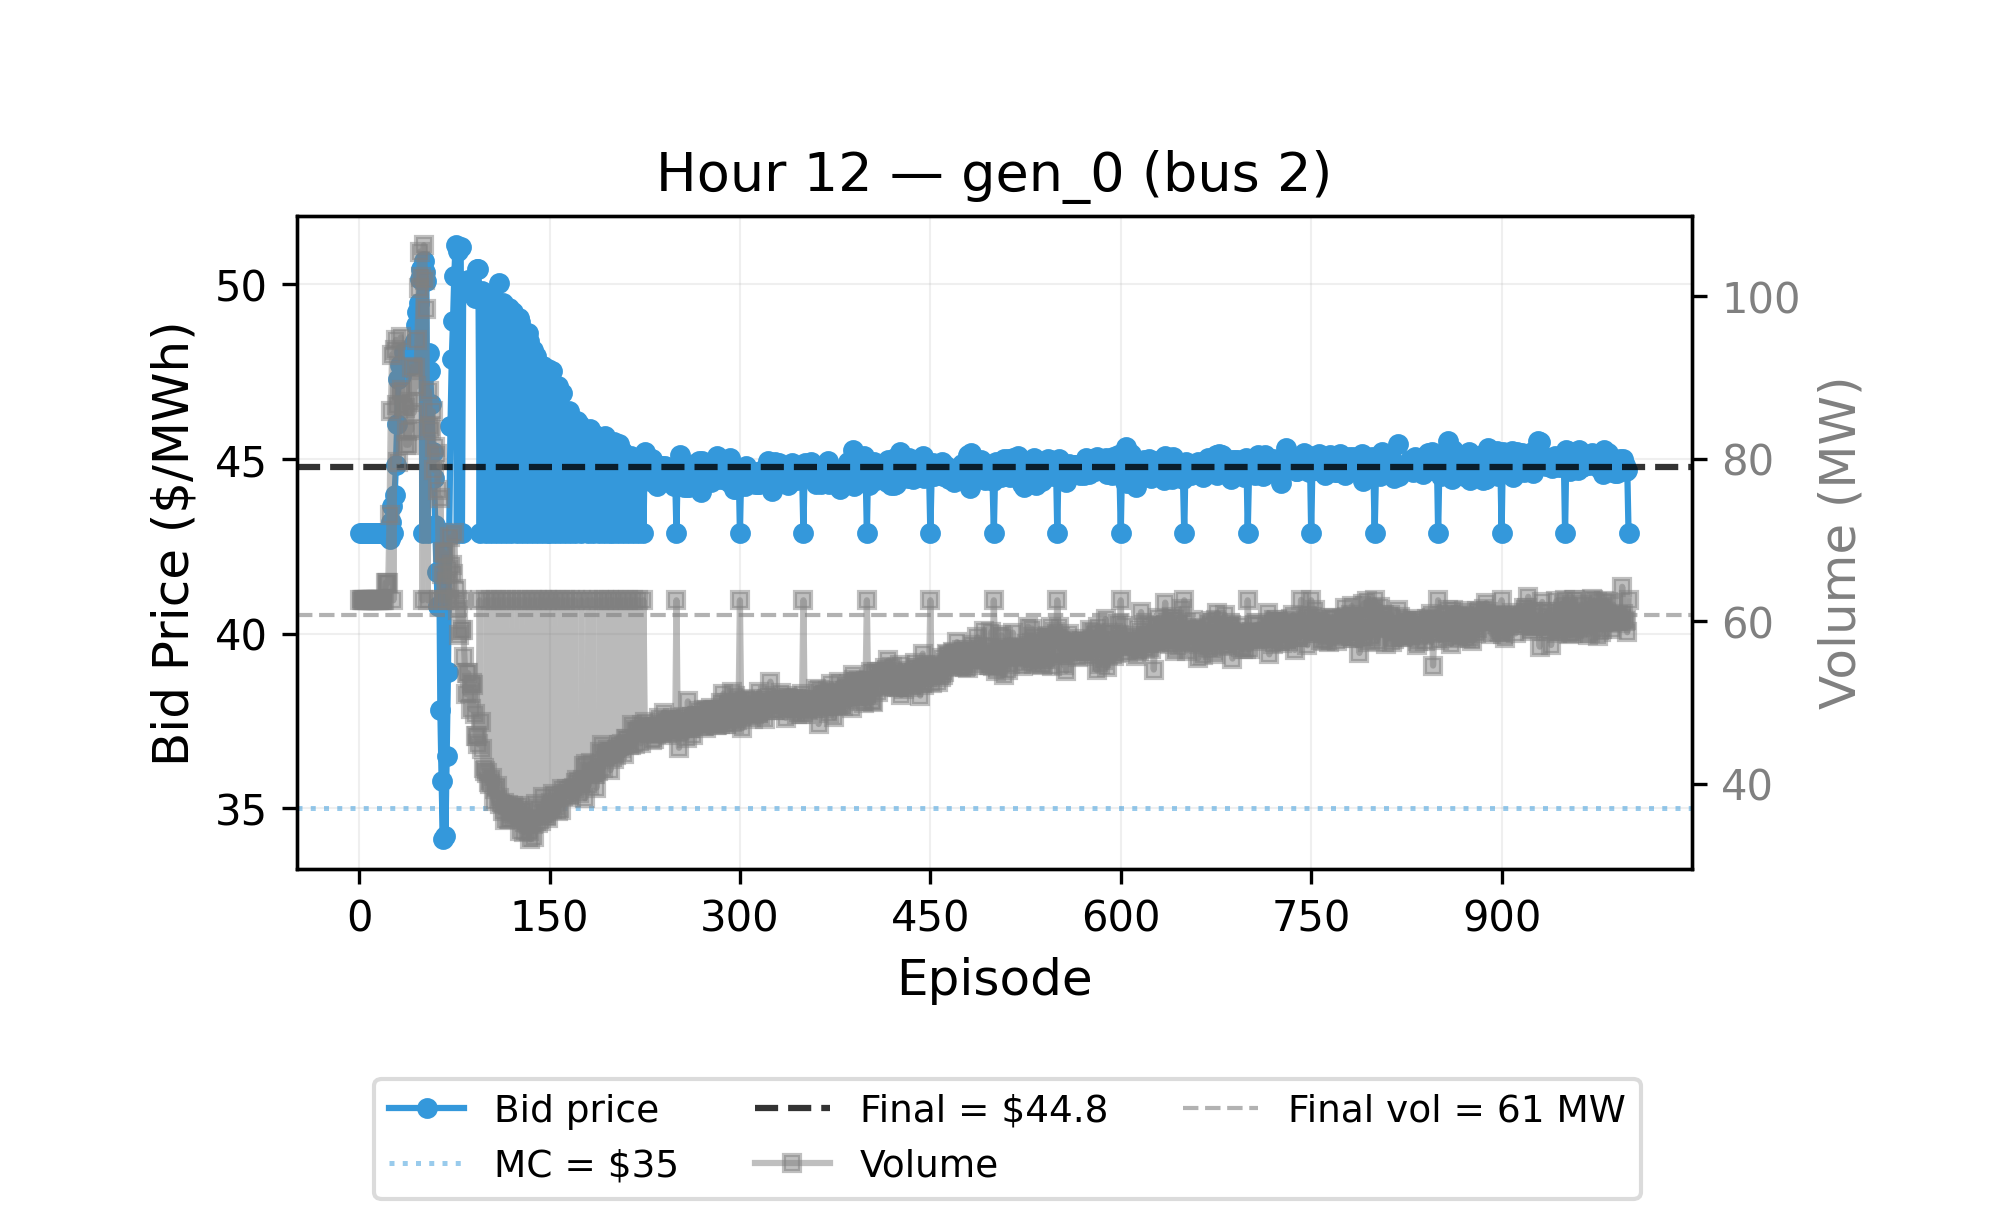 Hour 12 — gen_0 (bus 2)
Bid Price ($/MWh)
50
45
40
35
100
80
60
40
Volume (MW)
0 150 300 450 600 750 900
Episode
Bid price
MC = $35
Final = $44.8
Volume
Final vol = 61 MW